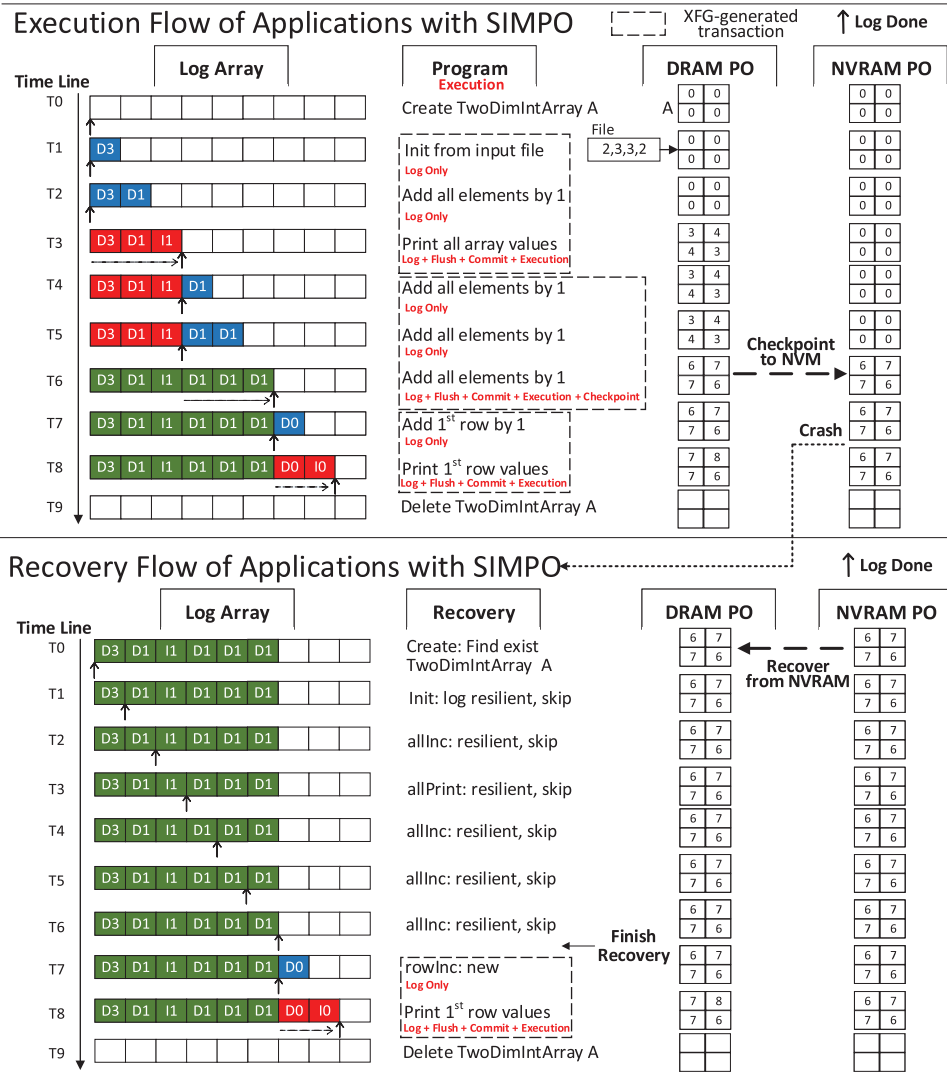 Execution Flow of Applications with SIMPO
XFG-generated
transaction
Log Done
Time Line
Log Array
Program
Execution
DRAM PO
NVRAM PO
T0
Create TwoDimIntArray A
A
0 0
0 0
0 0
0 0
T1
D3
Init from input file
Log Only
File
2,3,3,2
0 0
0 0
0 0
0 0
T2
D3 D1
Add all elements by 1
Log Only
0 0
0 0
0 0
0 0
T3
D3 D1 I1
Print all array values
Log + Flush + Commit + Execution
3 4
4 3
0 0
0 0
T4
D3 D1 I1 D1
Add all elements by 1
Log Only
3 4
4 3
0 0
0 0
T5
D3 D1 I1 D1 D1
Add all elements by 1
Log Only
3 4
4 3
Checkpoint
to NVM
0 0
0 0
T6
D3 D1 I1 D1 D1 D1
Add all elements by 1
Log + Flush + Commit + Execution + Checkpoint
6 7
7 6
6 7
7 6
T7
D3 D1 I1 D1 D1 D1 D0
Add 1st row by 1
Log Only
6 7
7 6
Crash
6 7
7 6
T8
D3 D1 I1 D1 D1 D1 D0 I0
Print 1st row values
Log + Flush + Commit + Execution
7 8
7 6
6 7
7 6
T9
Delete TwoDimIntArray A
Recovery Flow of Applications with SIMPO
Log Done
Time Line
Log Array
Recovery
DRAM PO
NVRAM PO
T0
D3 D1 I1 D1 D1 D1
Create: Find exist
TwoDimIntArray A
6 7
7 6
Recover
from NVRAM
6 7
7 6
T1
D3 D1 I1 D1 D1 D1
Init: log resilient, skip
6 7
7 6
6 7
7 6
T2
D3 D1 I1 D1 D1 D1
allInc: resilient, skip
6 7
7 6
6 7
7 6
T3
D3 D1 I1 D1 D1 D1
allPrint: resilient, skip
6 7
7 6
6 7
7 6
T4
D3 D1 I1 D1 D1 D1
allInc: resilient, skip
6 7
7 6
6 7
7 6
T5
D3 D1 I1 D1 D1 D1
allInc: resilient, skip
6 7
7 6
6 7
7 6
T6
D3 D1 I1 D1 D1 D1
allInc: resilient, skip
6 7
7 6
6 7
7 6
Finish
Recovery
T7
D3 D1 I1 D1 D1 D1 D0
rowInc: new
Log Only
6 7
7 6
6 7
7 6
T8
D3 D1 I1 D1 D1 D1 D0 I0
Print 1st row values
Log + Flush + Commit + Execution
7 8
7 6
6 7
7 6
T9
Delete TwoDimIntArray A